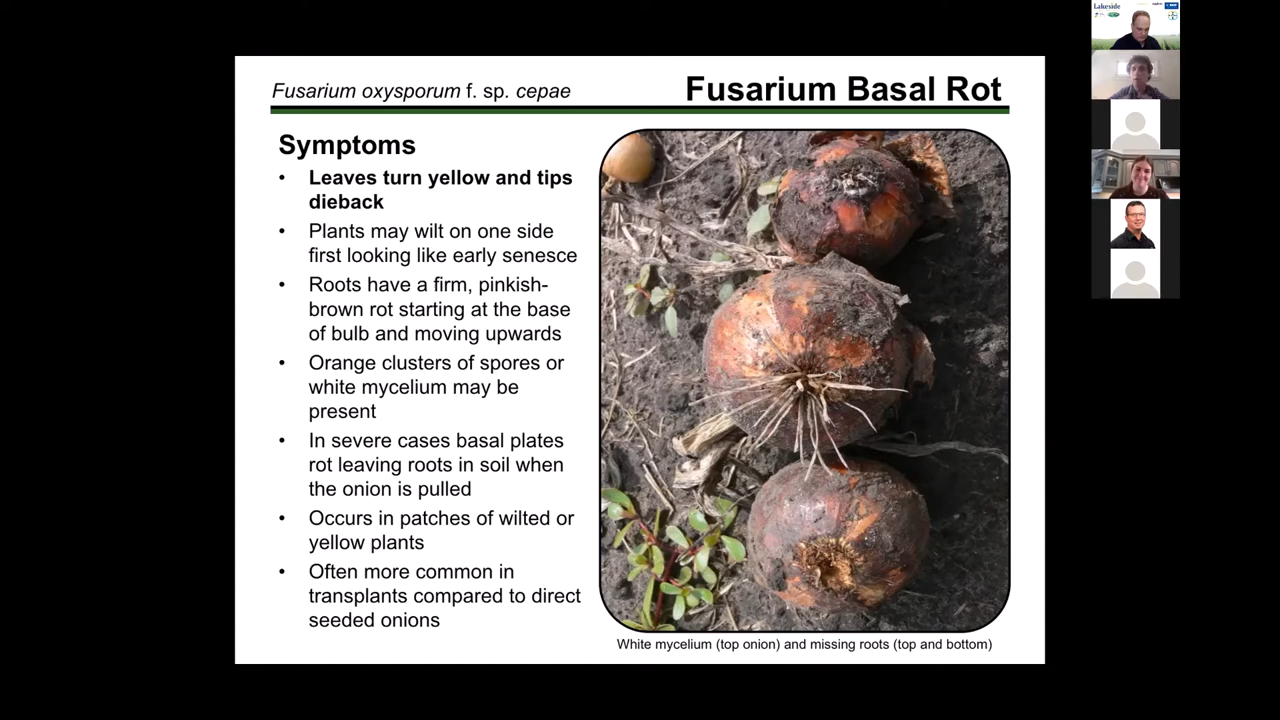 Fusarium oxysporum f. sp. cepae
Fusarium Basal Rot
Symptoms
• Leaves turn yellow and tips
dieback
• Plants may wilt on one side
first looking like early senesce
• Roots have a firm, pinkish-
brown rot starting at the base
of bulb and moving upwards
• Orange clusters of spores or
white mycelium may be
present
• In severe cases basal plates
rot leaving roots in soil when
the onion is pulled
• Occurs in patches of wilted or
yellow plants
• Often more common in
transplants compared to direct
seeded onions
White mycelium (top onion) and missing roots (top and bottom)
Lakeside